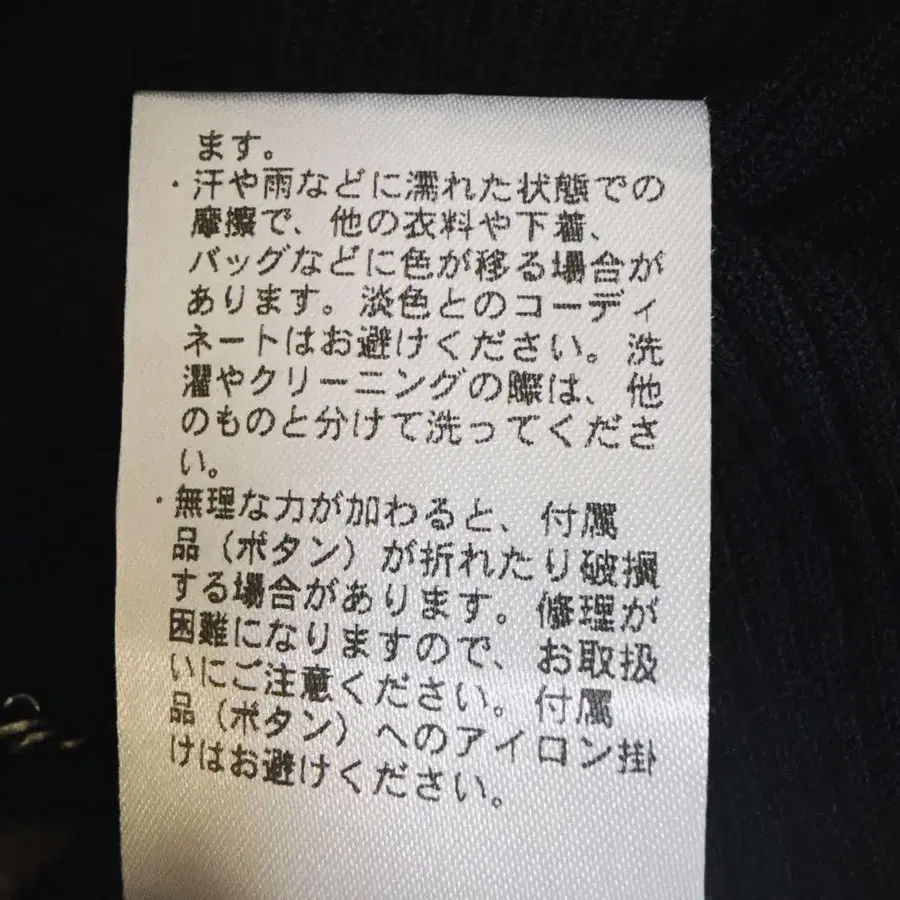 ます。
・汗や雨などに濡れた状態での
摩擦で、他の衣料や下着、
バッグなどに色が移る場合が
あります。淡色とのコーディ
ネートはお避けください。洗
濯やクリーニングの際は、他
のものと分けて洗ってくださ
い。
・無理な力が加わると、付属
品（ボタン）が折れたり破損
する場合があります。修理が
困難になりますので、お取扱
いにご注意ください。付属
品（ボタン）へのアイロン掛
けはお避けください。